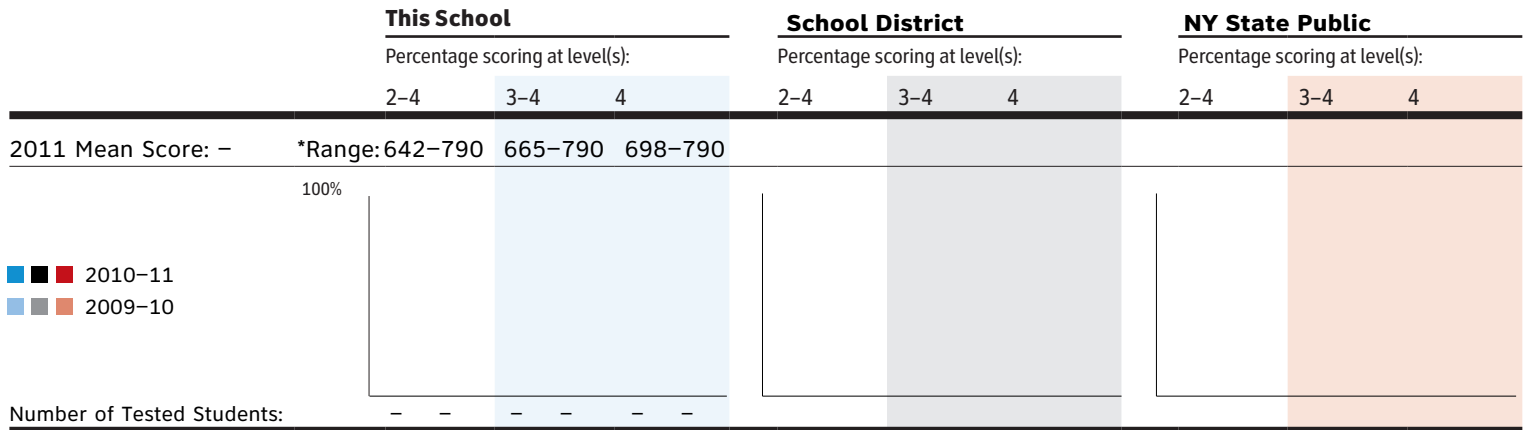 This School School District NY State Public
Percentage scoring at level(s): Percentage scoring at level(s): Percentage scoring at level(s):
2–4 3–4 4 2–4 3–4 4 2–4 3–4 4
2011 Mean Score: – *Range: 642–790 665–790 698–790
100%
2010–11
2009–10
Number of Tested Students: – – – – – –